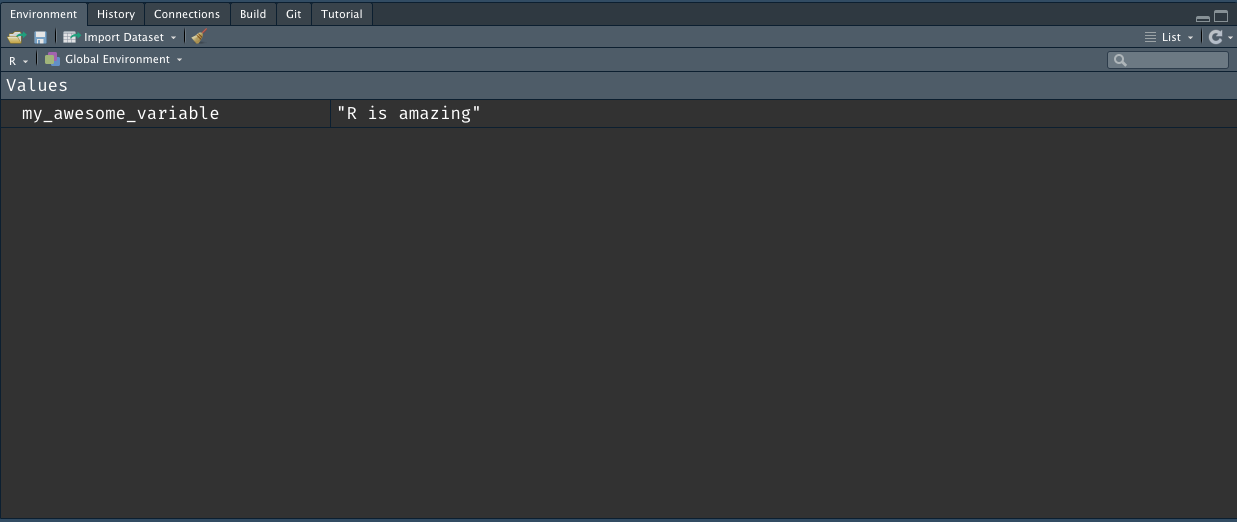 Environment History Connections Build Git Tutorial
Import Dataset List
R Global Environment
Values
my_awesome_variable "R is amazing"